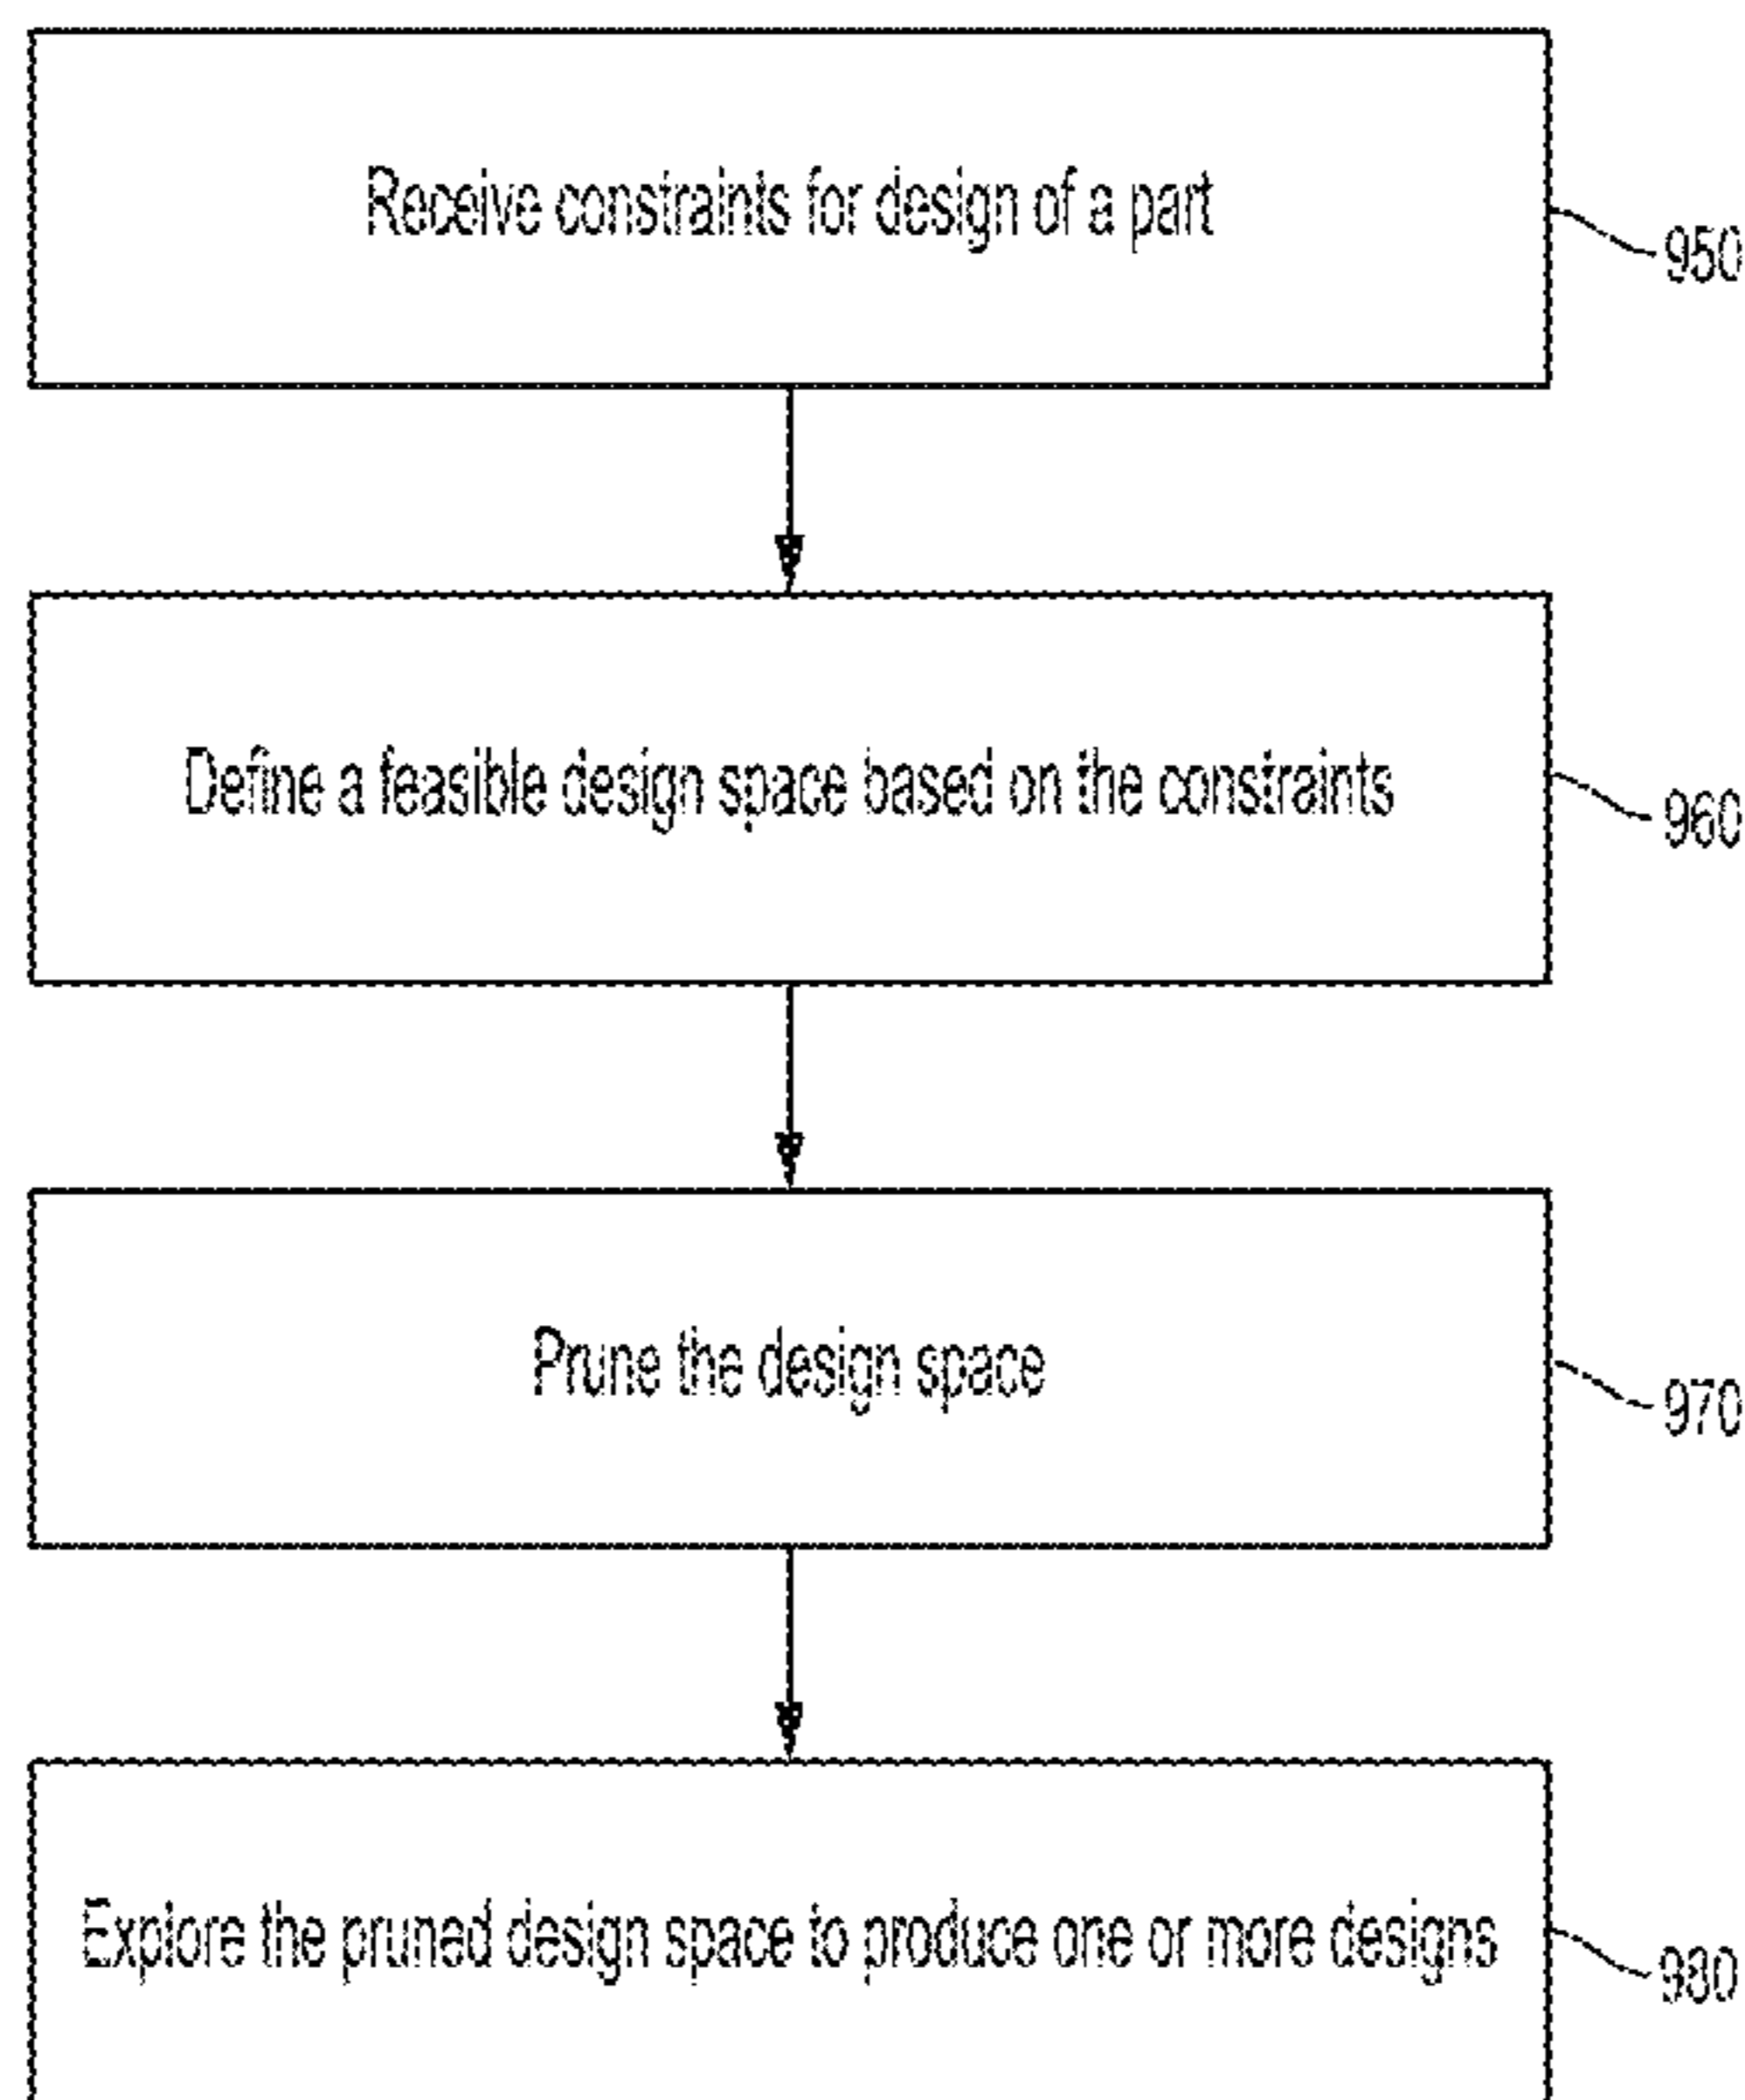 Receive constraints for design of a part
950
Define a feasible design space based on the constraints
960
Prune the design space
970
Explore the pruned design space to produce one or more designs
980